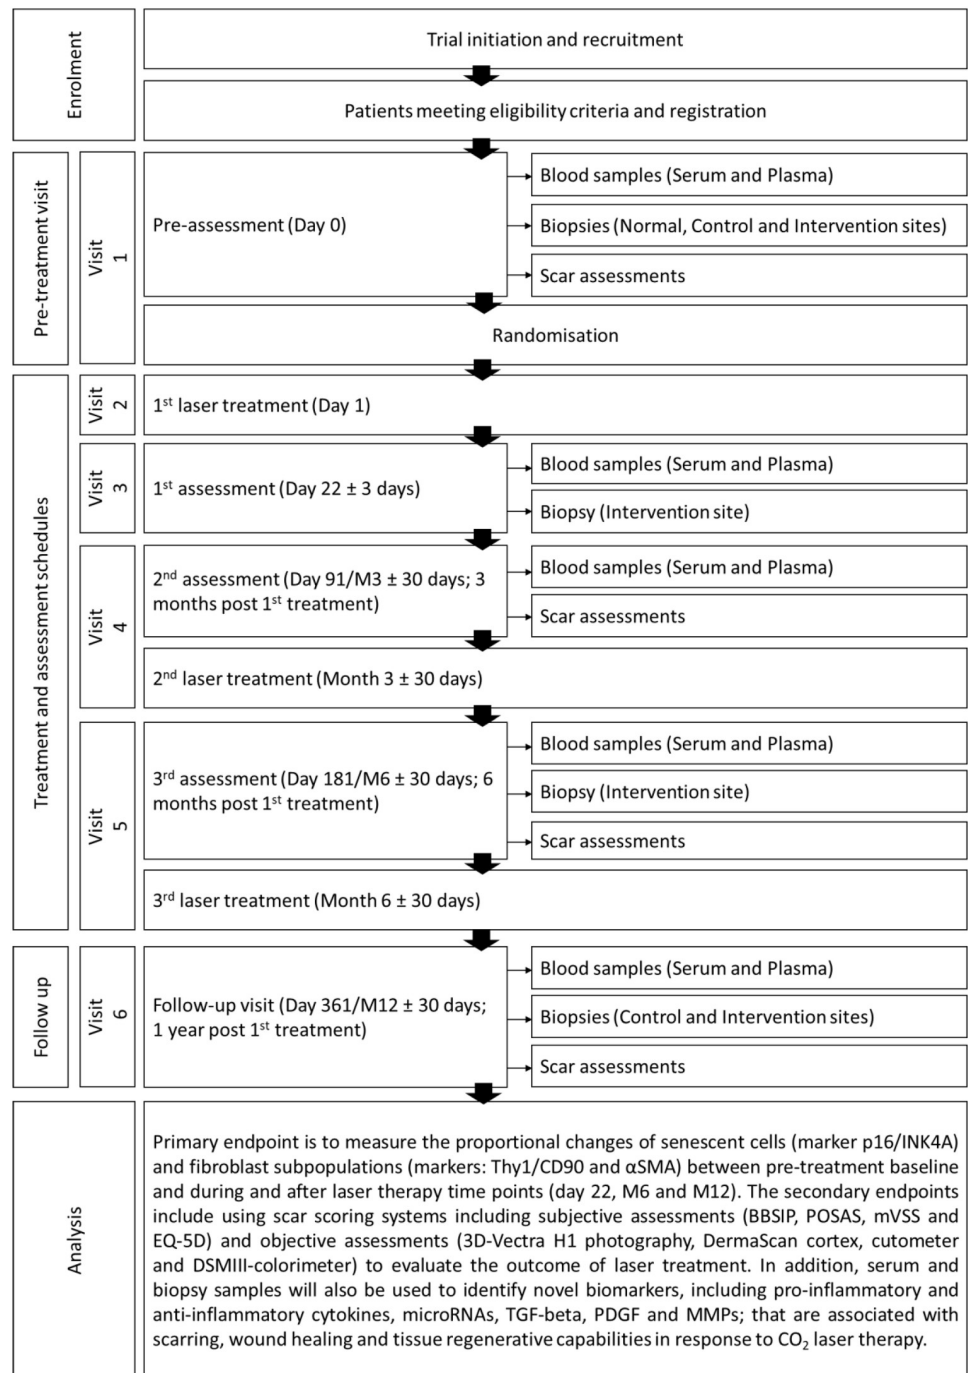 Enrolment
Trial initiation and recruitment
Patients meeting eligibility criteria and registration
Pre-treatment visit
Visit
1
Pre-assessment (Day 0)
Blood samples (Serum and Plasma)
Biopsies (Normal, Control and Intervention sites)
Scar assessments
Randomisation
Treatment and assessment schedules
Visit
2
1st laser treatment (Day 1)
Visit
3
1st assessment (Day 22 ± 3 days)
Blood samples (Serum and Plasma)
Biopsy (Intervention site)
Visit
4
2nd assessment (Day 91/M3 ± 30 days; 3
months post 1st treatment)
Blood samples (Serum and Plasma)
Scar assessments
2nd laser treatment (Month 3 ± 30 days)
Visit
5
3rd assessment (Day 181/M6 ± 30 days; 6
months post 1st treatment)
Blood samples (Serum and Plasma)
Biopsy (Intervention site)
Scar assessments
3rd laser treatment (Month 6 ± 30 days)
Follow up
Visit
6
Follow-up visit (Day 361/M12 ± 30 days;
1 year post 1st treatment)
Blood samples (Serum and Plasma)
Biopsies (Control and Intervention sites)
Scar assessments
Analysis
Primary endpoint is to measure the proportional changes of senescent cells (marker p16/INK4A)
and fibroblast subpopulations (markers: Thy1/CD90 and αSMA) between pre-treatment baseline
and during and after laser therapy time points (day 22, M6 and M12). The secondary endpoints
include using scar scoring systems including subjective assessments (BBSIP, POSAS, mVSS and
EQ-5D) and objective assessments (3D-Vectra H1 photography, DermaScan cortex, cutometer
and DSMIII-colorimeter) to evaluate the outcome of laser treatment. In addition, serum and
biopsy samples will also be used to identify novel biomarkers, including pro-inflammatory and
anti-inflammatory cytokines, microRNAs, TGF-beta, PDGF and MMPs; that are associated with
scarring, wound healing and tissue regenerative capabilities in response to CO₂ laser therapy.